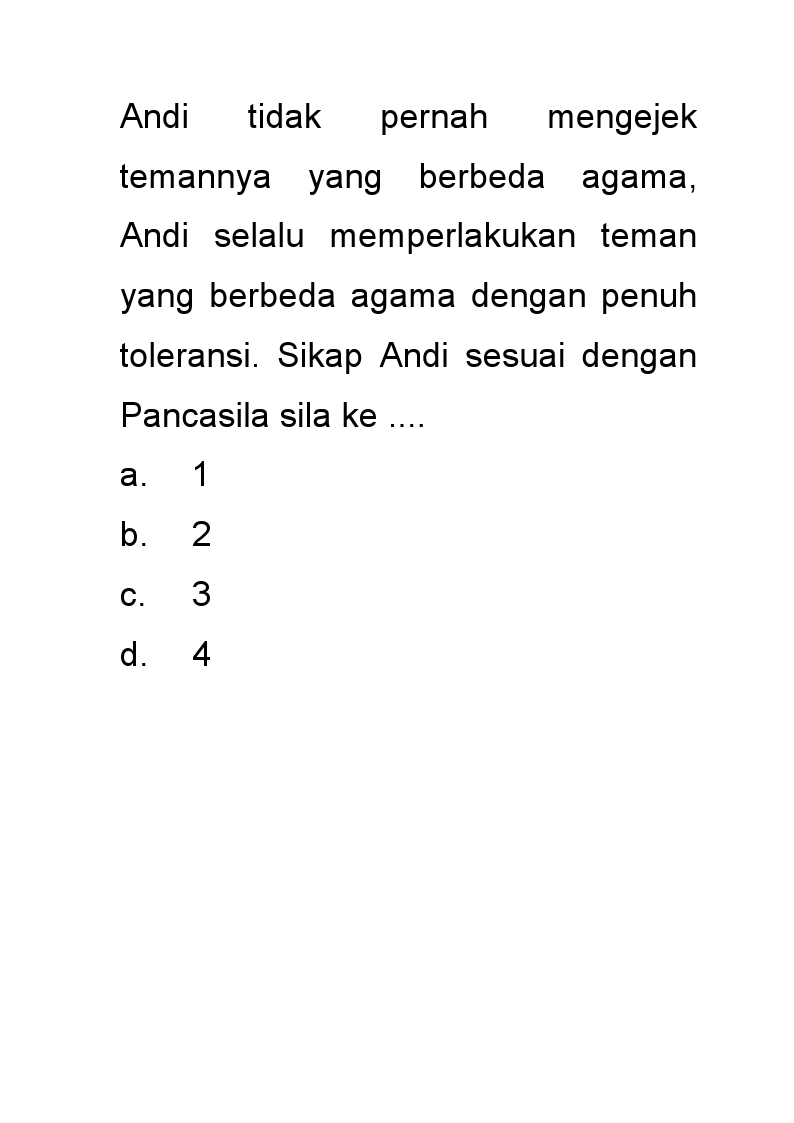 Andi tidak pernah mengejek
temannya yang berbeda agama,
Andi selalu memperlakukan teman
yang berbeda agama dengan penuh
toleransi. Sikap Andi sesuai dengan
Pancasila sila ke ....
a. 1
b. 2
c. 3
d. 4